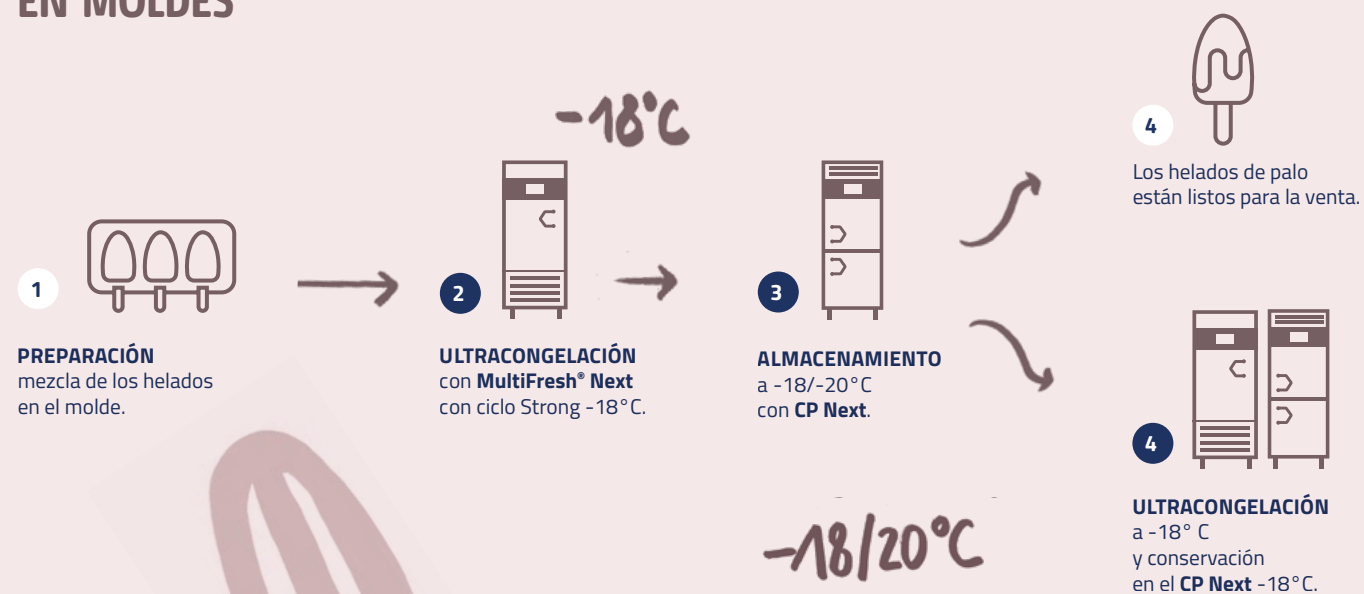 EN MOLDES
-18°C
1
PREPARACIÓN
mezcla de los helados
en el molde.
2
ULTRACONGELACIÓN
con MultiFresh® Next
con ciclo Strong -18°C.
3
ALMACENAMIENTO
a -18/-20°C
con CP Next.
-18/20°C
4
Los helados de palo
están listos para la venta.
4
ULTRACONGELACIÓN
a -18° C
y conservación
en el CP Next -18°C.